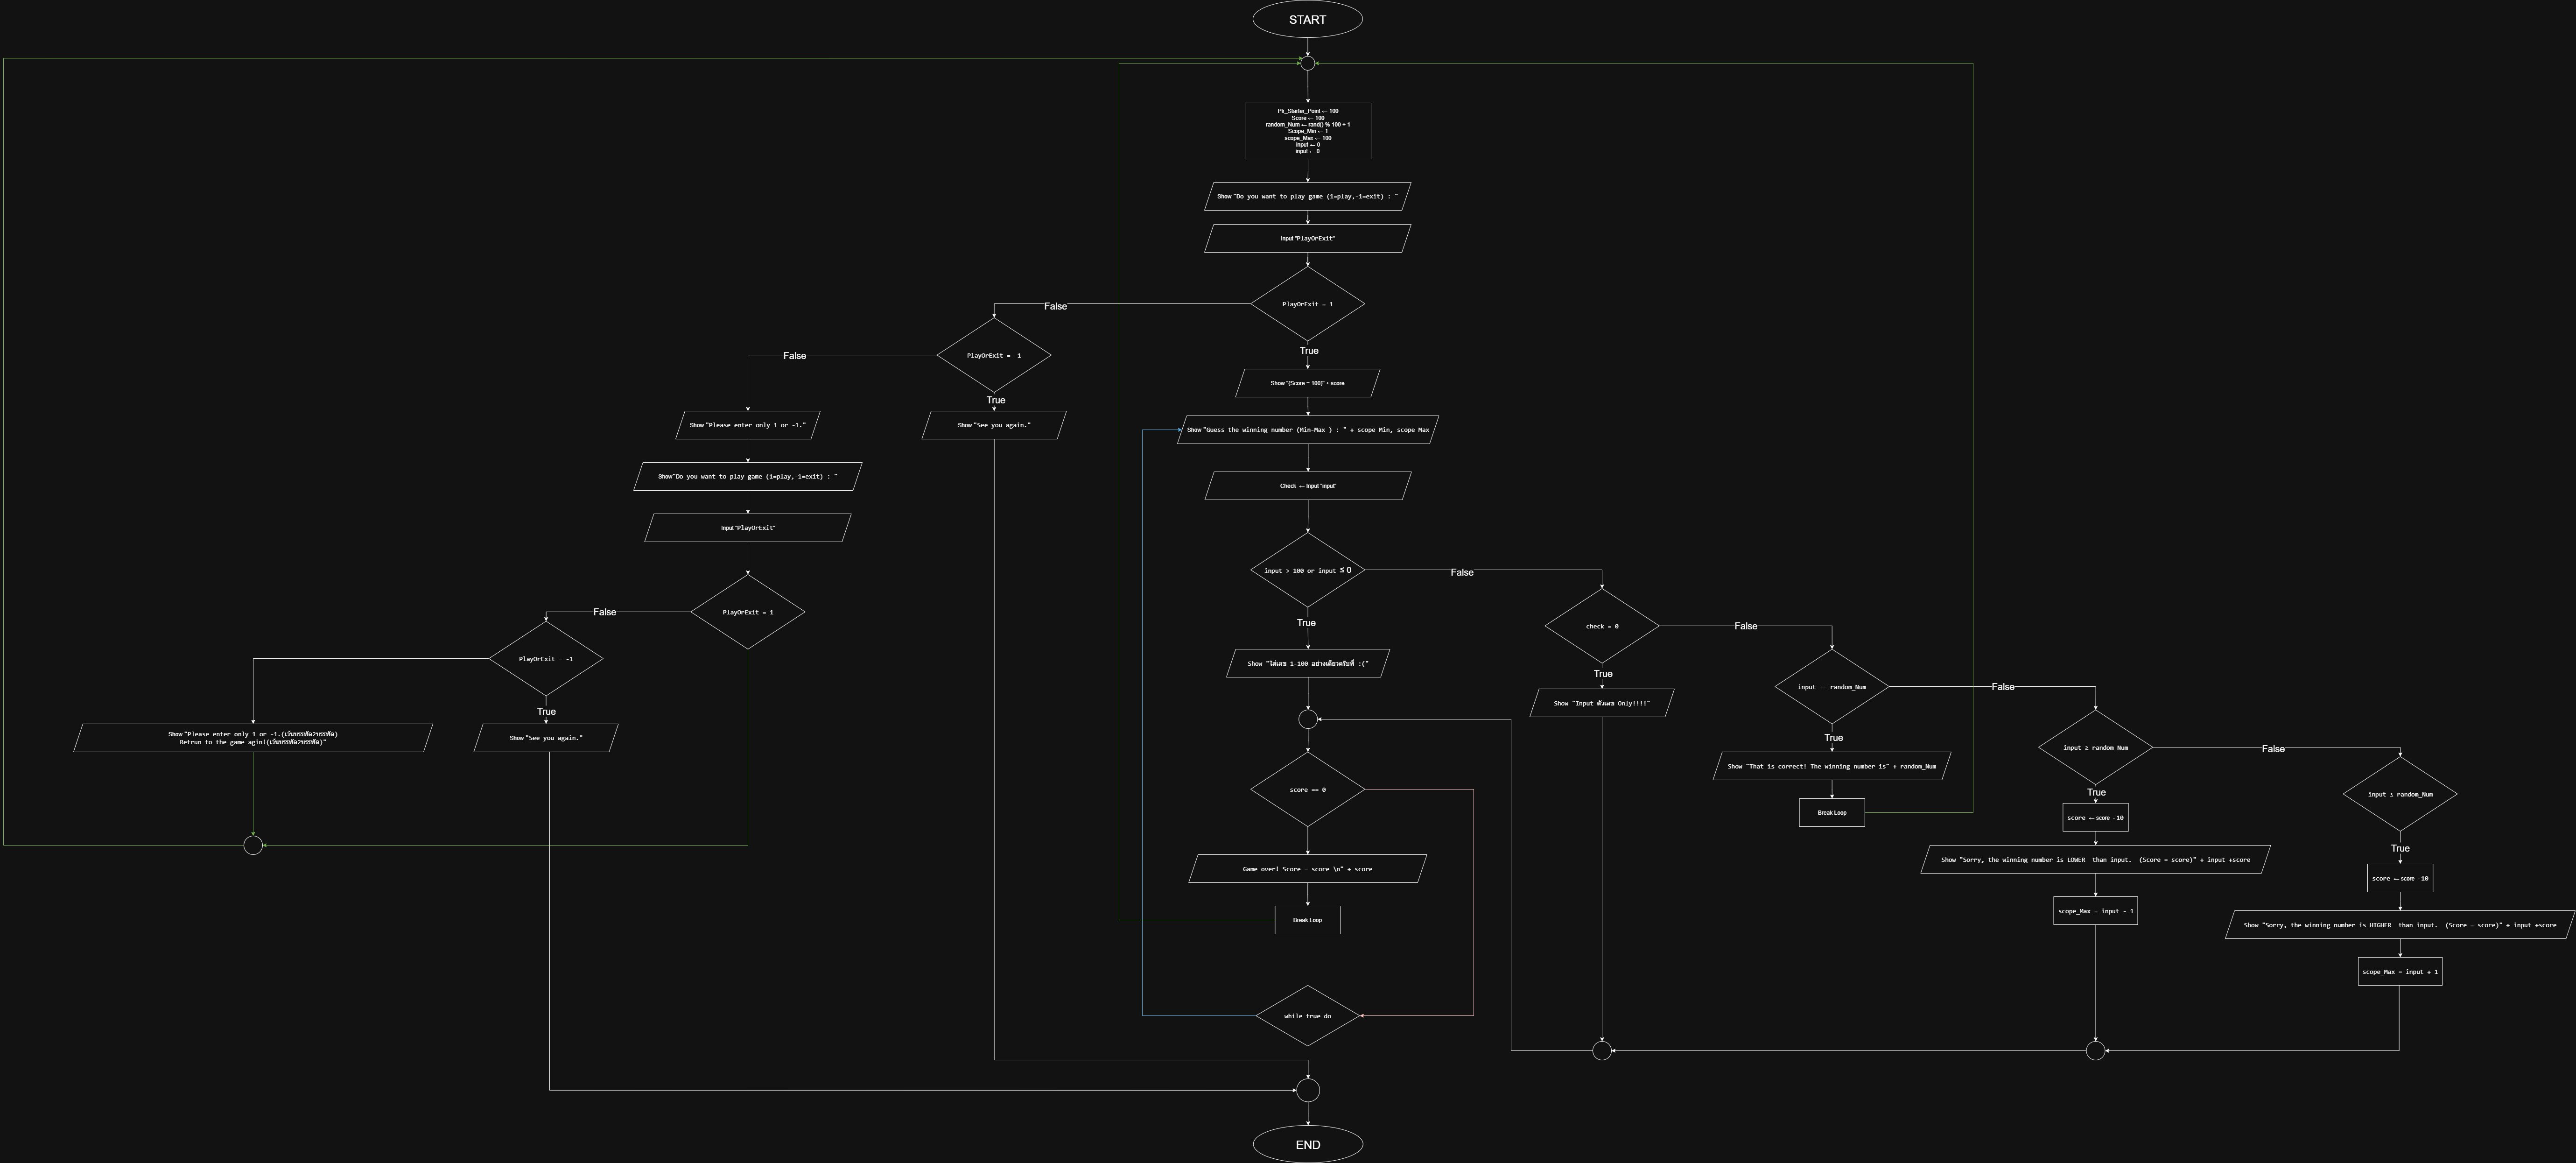 START
Plr_Starter_Point ← 100
Score ← 100
random_Num ← rand() % 100 + 1
Scope_Min ← 1
scope_Max ← 100
input ← 0
input ← 0
Show "Do you want to play game (1=play,-1=exit) : "
Input "PlayOrExit"
PlayOrExit = 1
False
True
PlayOrExit = -1
False
True
Show "See you again."
Show "Please enter only 1 or -1."
Show"Do you want to play game (1=play,-1=exit) : "
Input "PlayOrExit"
PlayOrExit = 1
False
PlayOrExit = -1
True
Show "See you again."
Show "Please enter only 1 or -1.(เว้นบรรทัด2บรรทัด)
Retrun to the game agin!(เว้นบรรทัด2บรรทัด)"
Show "(Score = 100)" + score
Show "Guess the winning number (Min-Max ) : " + scope_Min, scope_Max
Check ← Input "input"
input > 100 or input ≤ 0
False
True
Show "ใส่เลข 1-100 อย่างเดียวครับพี่ :("
score == 0
Game over! Score = score \n" + score
Break Loop
while true do
check = 0
False
True
Show "Input ตัวเลข Only!!!!"
input == random_Num
False
True
Show "That is correct! The winning number is" + random_Num
Break Loop
input ≥ random_Num
False
True
score ← score - 10
Show "Sorry, the winning number is LOWER  than input.  (Score = score)" + input +score
scope_Max = input - 1
input ≤ random_Num
True
score ← score - 10
Show "Sorry, the winning number is HIGHER  than input.  (Score = score)" + input +score
scope_Max = input + 1
END